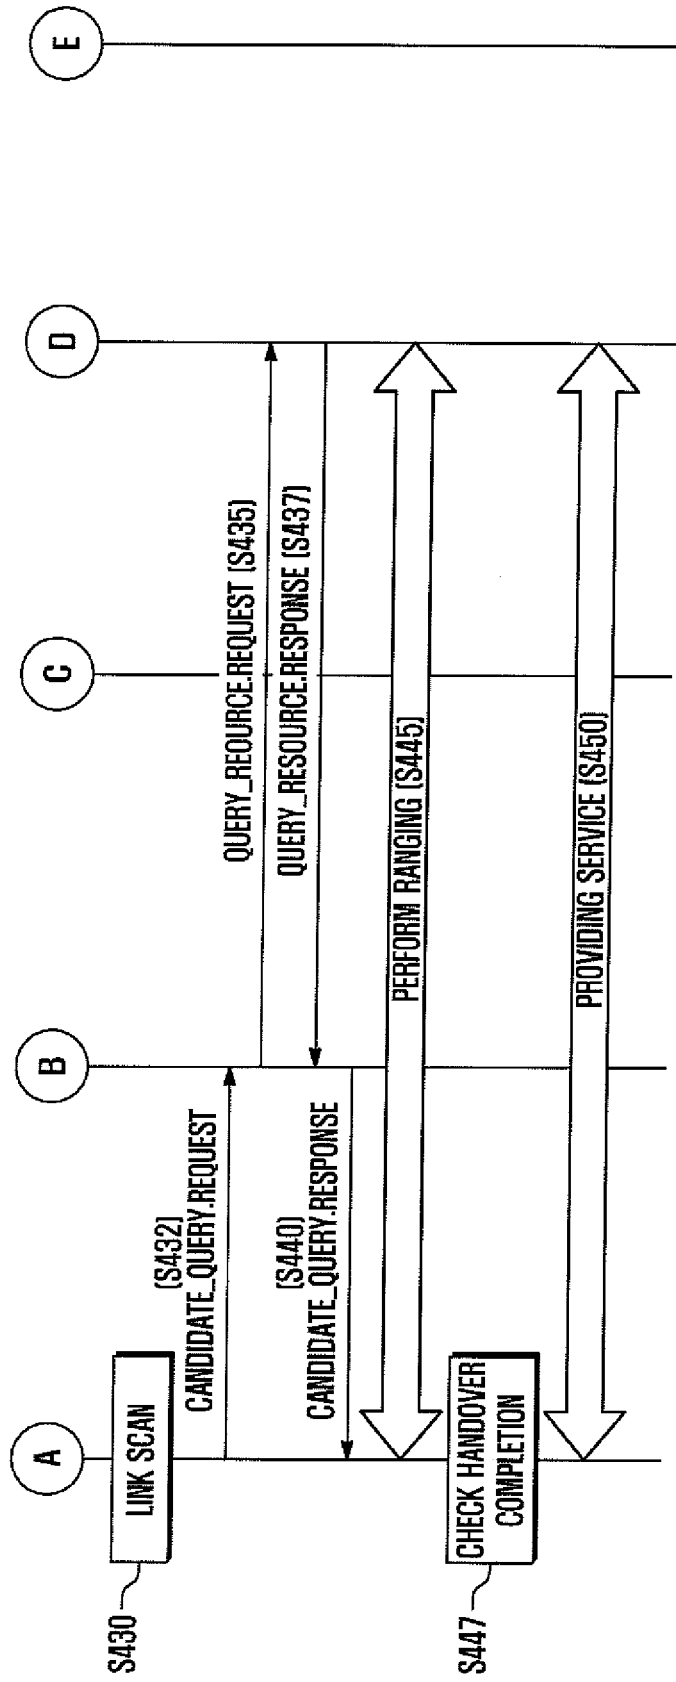 A
B
C
D
E
S430
LINK SCAN
(S432)
CANDIDATE_QUERY.REQUEST
QUERY_REOURCE.REQUEST (S435)
QUERY_RESOURCE.RESPONSE (S437)
(S440)
CANDIDATE_QUERY.RESPONSE
PERFORM RANGING (S445)
S447
CHECK HANDOVER
COMPLETION
PROVIDING SERVICE (S450)